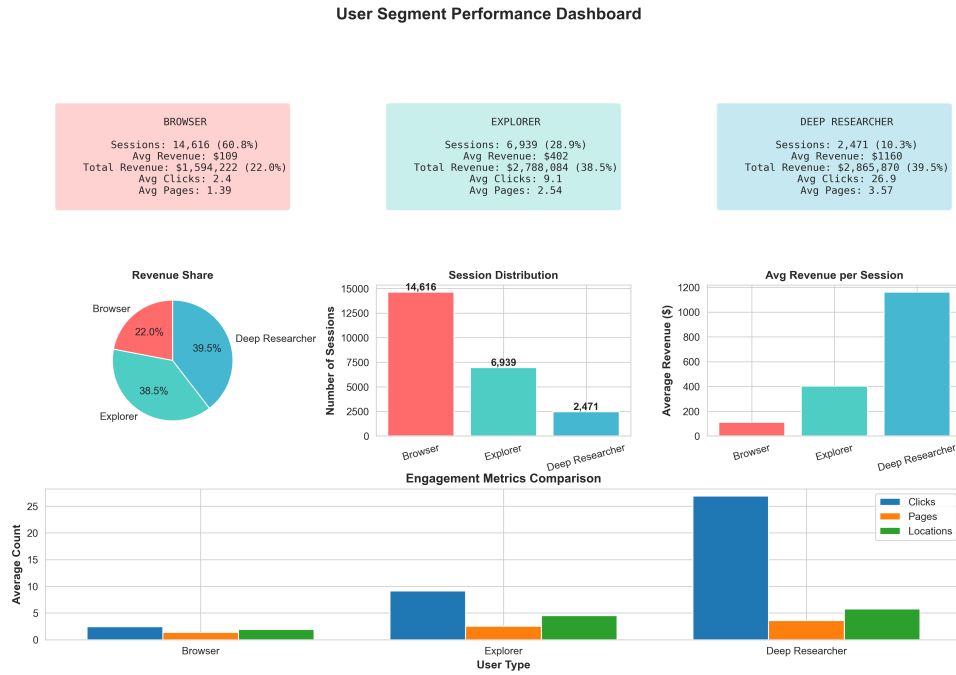 User Segment Performance Dashboard
BROWSER
Sessions: 14,616 (60.8%)
Avg Revenue: $109
Total Revenue: $1,594,222 (22.0%)
Avg Clicks: 2.4
Avg Pages: 1.39
EXPLORER
Sessions: 6,939 (28.9%)
Avg Revenue: $402
Total Revenue: $2,788,084 (38.5%)
Avg Clicks: 9.1
Avg Pages: 2.54
DEEP RESEARCHER
Sessions: 2,471 (10.3%)
Avg Revenue: $1160
Total Revenue: $2,865,870 (39.5%)
Avg Clicks: 26.9
Avg Pages: 3.57
Revenue Share
Browser
22.0%
39.5%
Deep Researcher
38.5%
Explorer
Session Distribution
Number of Sessions
15000
12500
10000
7500
5000
2500
0
14,616
6,939
2,471
Browser
Explorer
Deep Researcher
Avg Revenue per Session
Average Revenue ($)
1200
1000
800
600
400
200
0
Browser
Explorer
Deep Researcher
Engagement Metrics Comparison
Average Count
25
20
15
10
5
0
Clicks
Pages
Locations
Browser
Explorer
Deep Researcher
User Type